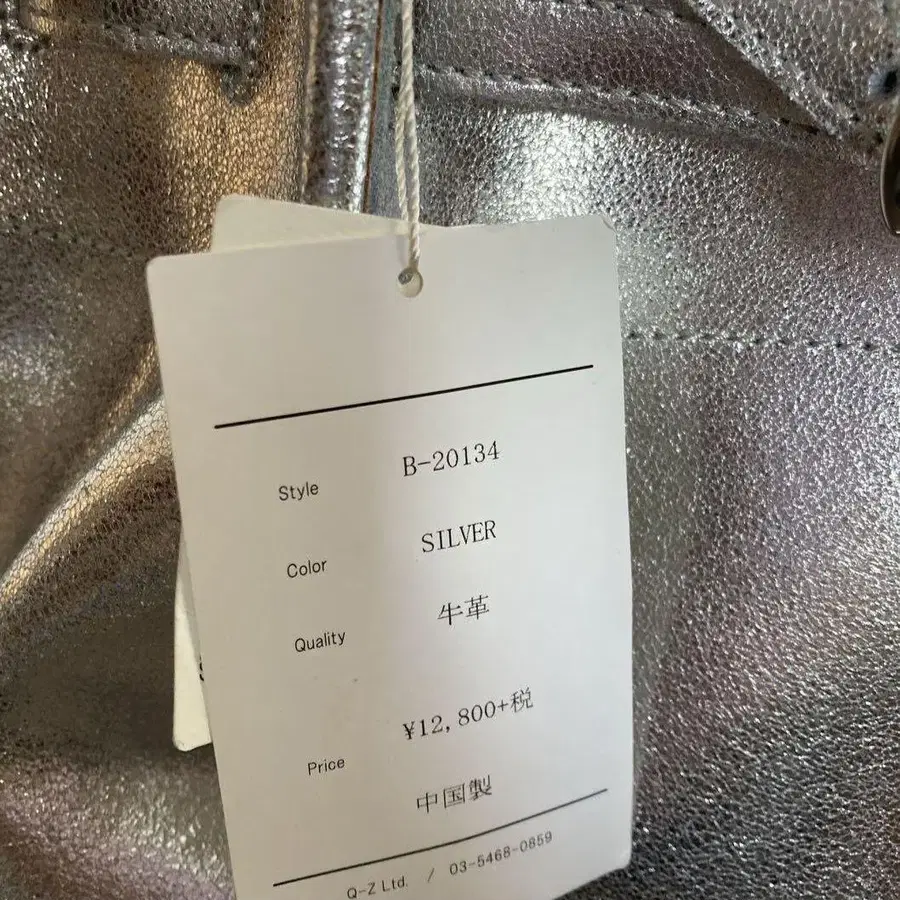 Style B-20134
Color SILVER
Quality 牛革
Price ¥12,800+税
中国製
Q-Z Ltd. / 03-5468-0859